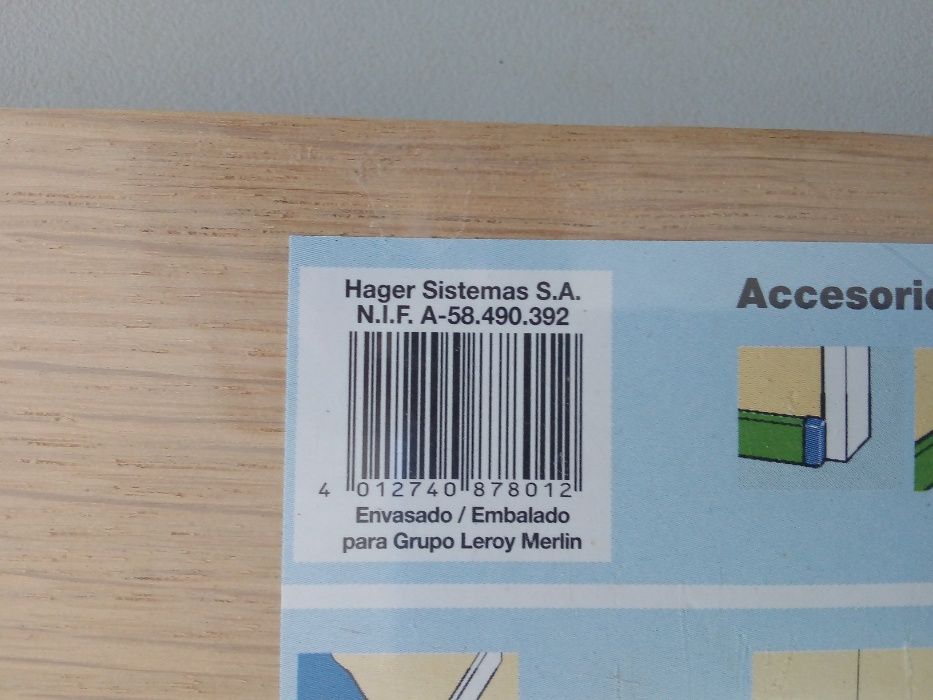 Hager Sistemas S.A.
N.I.F. A-58.490.392
4 012740 878012
Envasado / Embalado
para Grupo Leroy Merlin